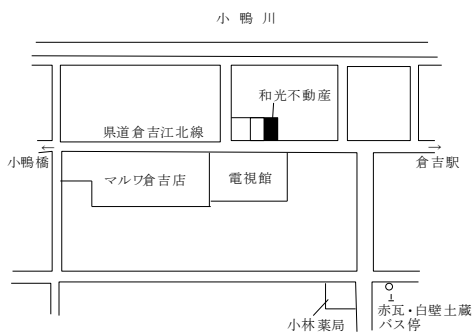 小鴨川
和光不動産
県道倉吉江北線
←
小鴨橋
→
倉吉駅
マルワ倉吉店
電視館
小林薬局
赤瓦・白壁土蔵
バス停